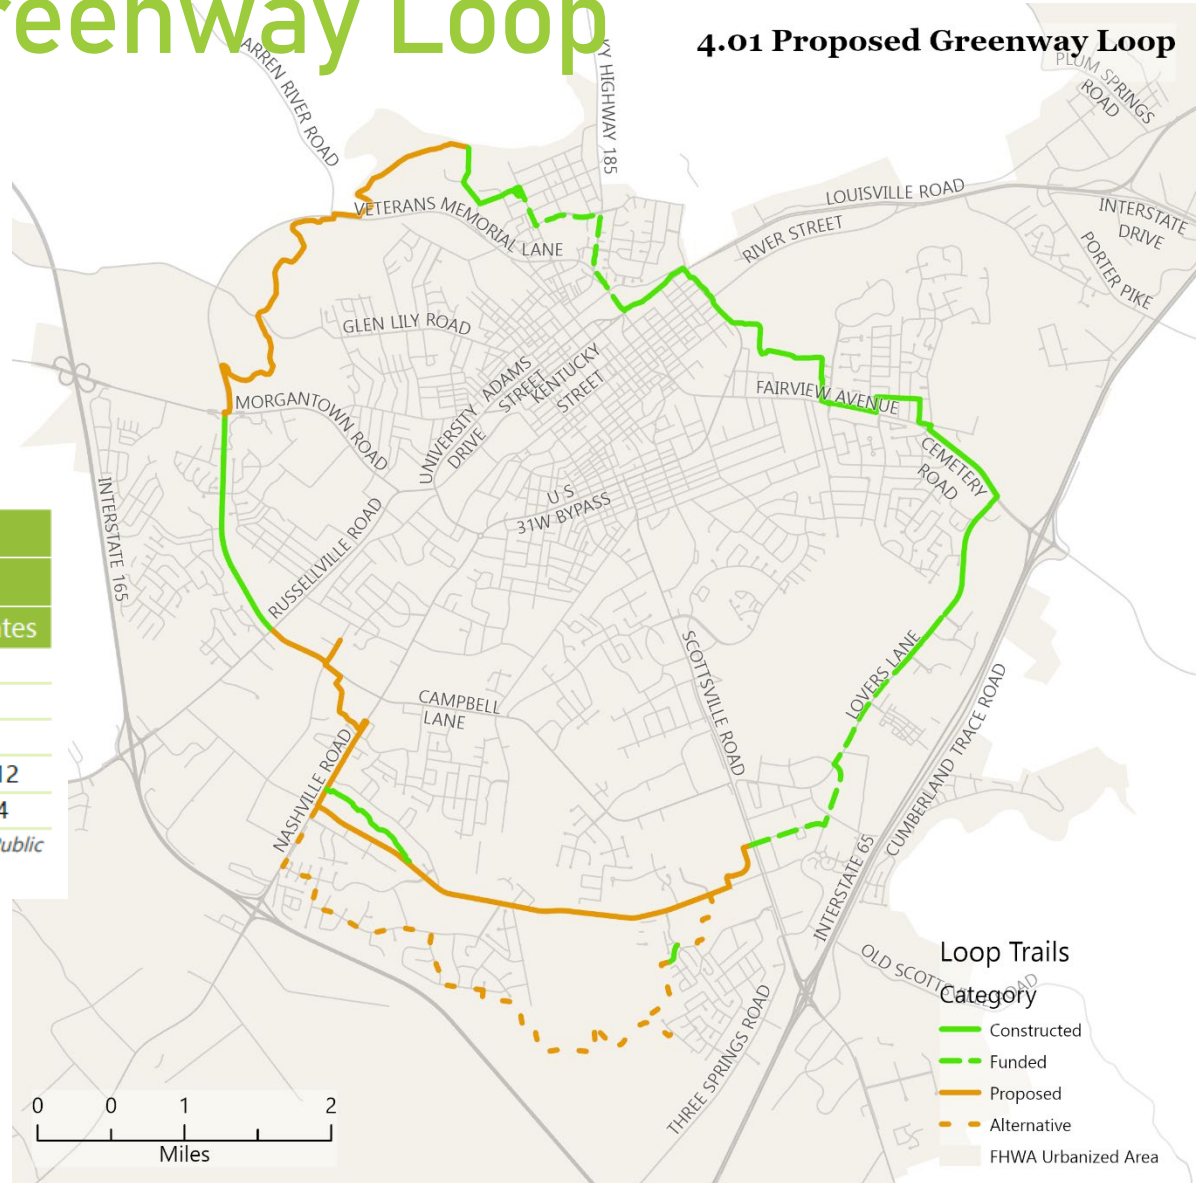 reenway Loop
4.01 Proposed Greenway Loop
ARREN RIVER ROAD
KY HIGHWAY 185
PLUM SPRINGS
ROAD
LOUISVILLE ROAD
VETERANS MEMORIAL LANE
RIVER STREET
INTERSTATE
DRIVE
PORTER PIKE
GLEN LILY ROAD
ADAMS
STREET
KENTUCKY
STREET
FAIRVIEW AVENUE
MORGANTOWN ROAD
UNIVERSITY
DRIVE
CEMETERY
ROAD
U S
31W BYPASS
INTERSTATE 165
RUSSELLVILLE ROAD
tes
SCOTTSVILLE ROAD
LOVERS LANE
CAMPBELL
LANE
CUMBERLAND TRACE ROAD
NASHVILLE ROAD
12
4
Public
INTERSTATE 65
OLD SCOTTSVILLE ROAD
THREE SPRINGS ROAD
Loop Trails
Category
Constructed
Funded
Proposed
Alternative
FHWA Urbanized Area
0 0 1 2
Miles